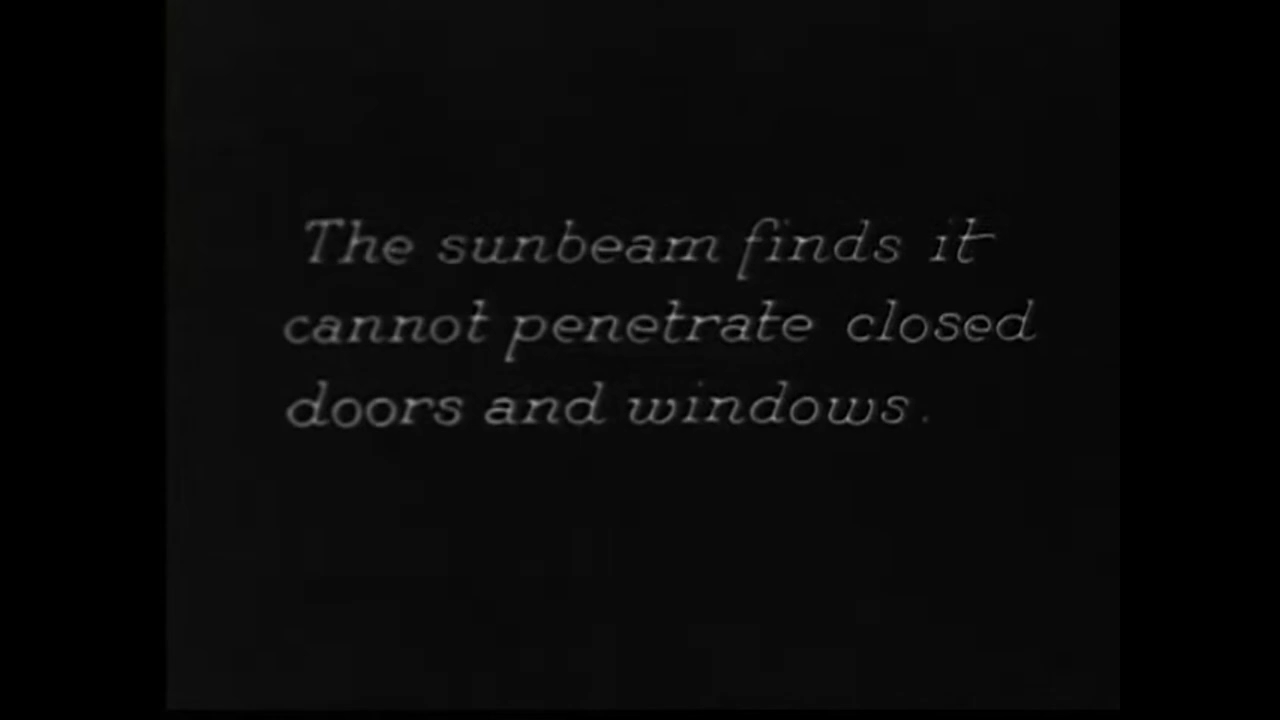 The sunbeam finds it
cannot penetrate closed
doors and windows.